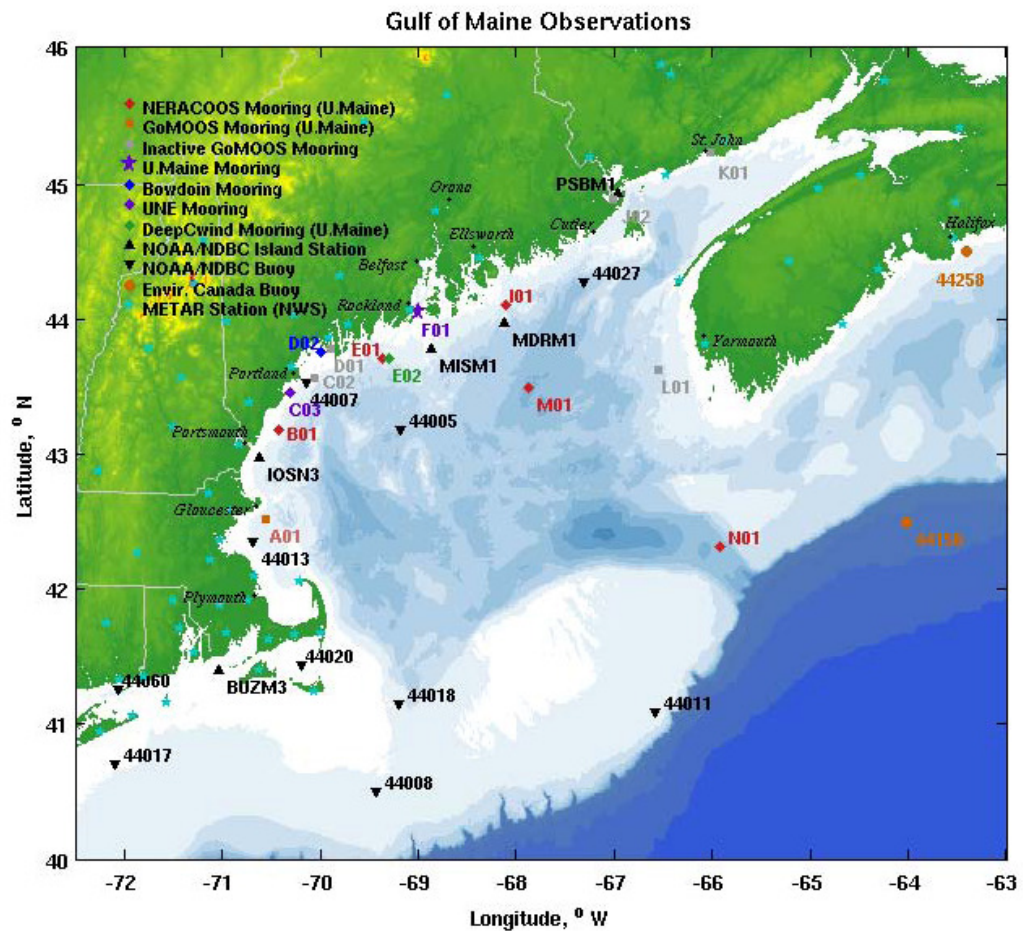 Gulf of Maine Observations
46
NERACOOS Mooring (U.Maine)
GoMOOS Mooring (U.Maine)
Inactive GoMOOS Mooring
U.Maine Mooring
Bowdoin Mooring
UNE Mooring
DeepCwind Mooring (U.Maine)
NOAA/NDBC Island Station
NOAA/NDBC Buoy
Envir. Canada Buoy
METAR Station (NWS)
St. John
K01
45
PSBM1
Orono
Cutler
Halifax
Ellsworth
Belfast
44027
44258
I01
Rockland
44
F01
MDRM1
Yarmouth
D02
E01
D01
MISM1
Portland
C02
E02
L01
44007
M01
C03
44005
B01
Portsmouth
43
IOSN3
Gloucester
A01
N01
44013
42
Plymouth
44020
44060
BUZM3
44018
44011
41
44017
44008
40
-72
-71
-70
-69
-68
-67
-66
-65
-64
-63
Latitude, ° N
Longitude, ° W